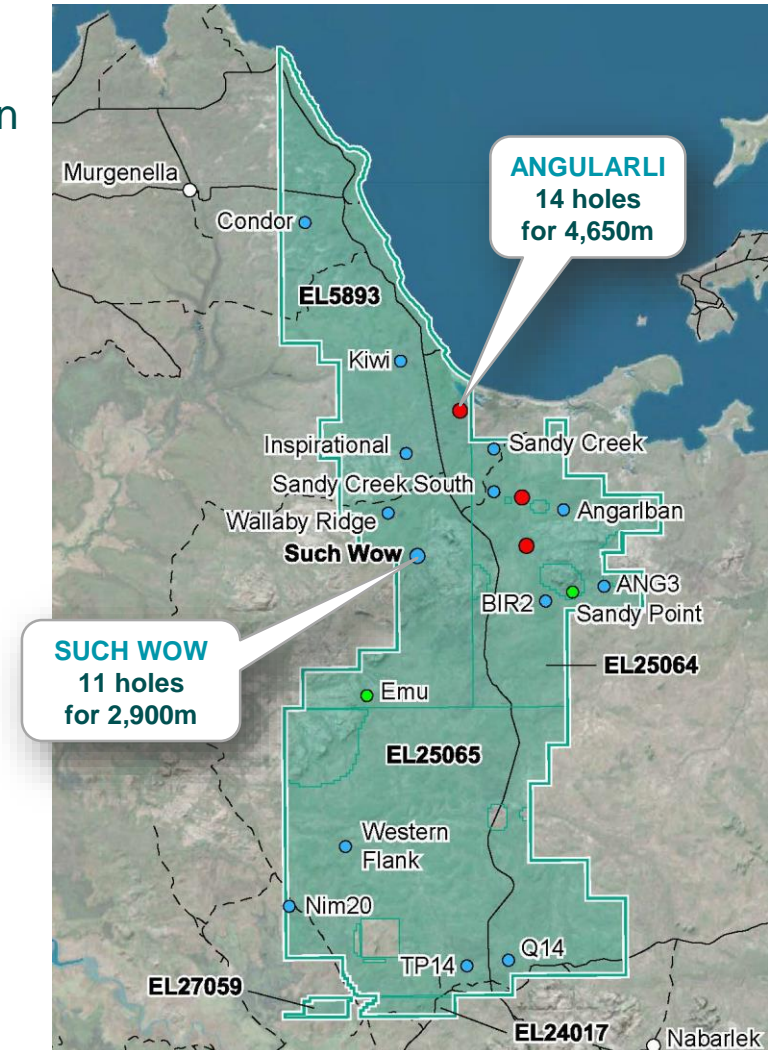 n
ANGULARLI
14 holes
for 4,650m
Murgenella
Condor
EL5893
Kiwi
Inspirational
Sandy Creek
Sandy Creek South
Angarlban
Wallaby Ridge
Such Wow
ANG3
BIR2
Sandy Point
SUCH WOW
11 holes
for 2,900m
EL25064
Emu
EL25065
Western
Flank
Nim20
Q14
TP14
EL27059
EL24017
Nabarlek